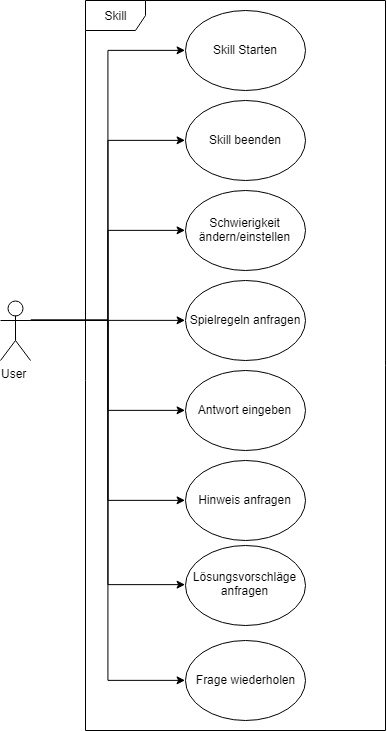 Skill
Skill Starten
Skill beenden
Schwierigkeit
ändern/einstellen
Spielregeln anfragen
User
Antwort eingeben
Hinweis anfragen
Lösungsvorschläge
anfragen
Frage wiederholen